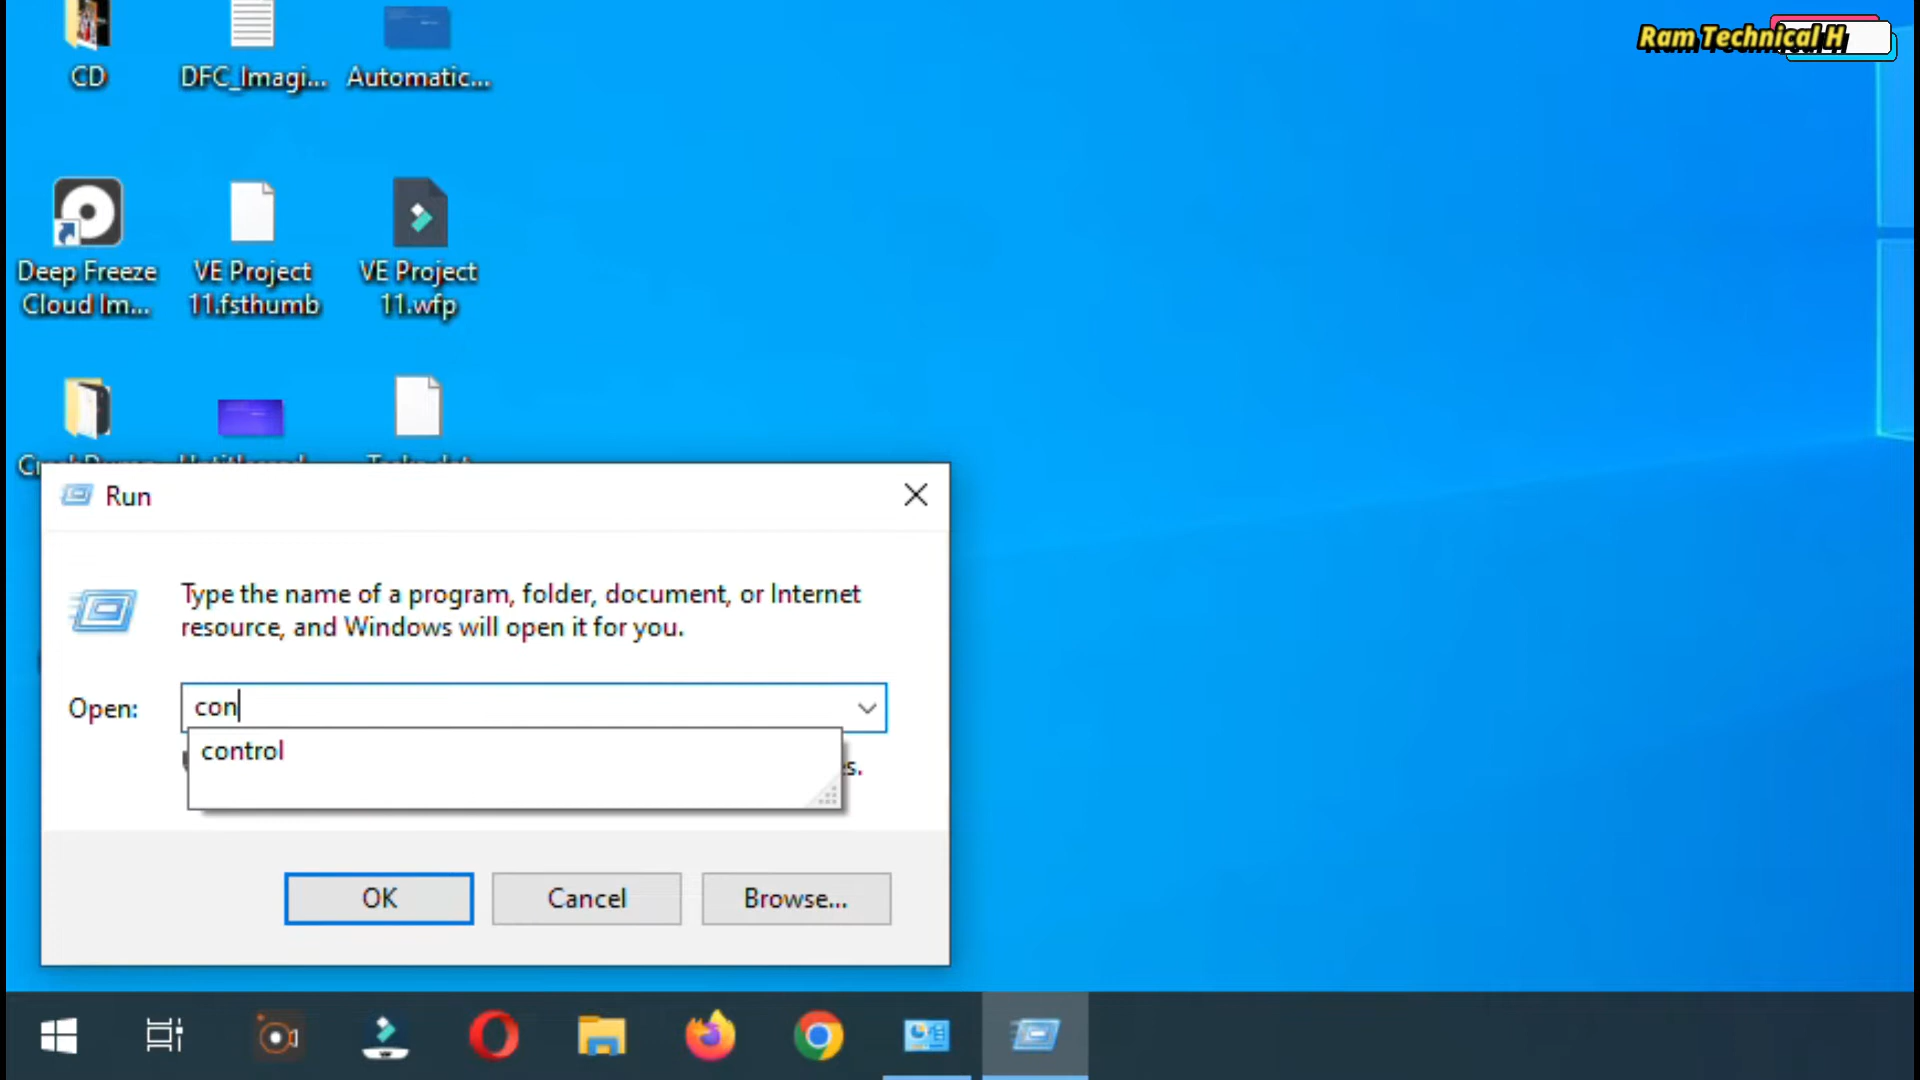 Ram Technical H
CD
DFC_Imagi...
Automatic...
Deep Freeze
Cloud Im...
VE Project
11.fsthumb
VE Project
11.wfp
Run
Type the name of a program, folder, document, or Internet
resource, and Windows will open it for you.
Open:
con
control
s.
OK
Cancel
Browse...